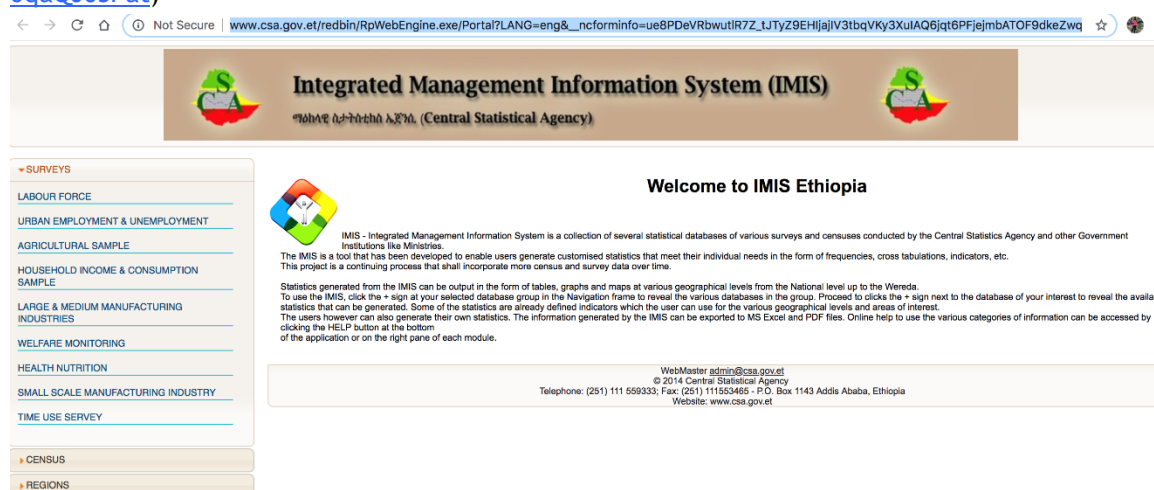 Not Secure
www.csa.gov.et/redbin/RpWebEngine.exe/Portal?LANG=eng&__ncforminfo=ue8PDeVRbwutlR7Z_tJTyZ9EHljajlV3tbqVKy3XulAQ6jqt6PFjejmbATOF9dkeZwq
CSA
Integrated Management Information System (IMIS)
ማዕከላዊ ስታትስቲክስ ኤጀንሲ (Central Statistical Agency)
CSA
SURVEYS
LABOUR FORCE
URBAN EMPLOYMENT & UNEMPLOYMENT
AGRICULTURAL SAMPLE
HOUSEHOLD INCOME & CONSUMPTION
SAMPLE
LARGE & MEDIUM MANUFACTURING
INDUSTRIES
WELFARE MONITORING
HEALTH NUTRITION
SMALL SCALE MANUFACTURING INDUSTRY
TIME USE SERVEY
CENSUS
REGIONS
Welcome to IMIS Ethiopia
IMIS - Integrated Management Information System is a collection of several statistical databases of various surveys and censuses conducted by the Central Statistics Agency and other Government
Institutions like Ministries.
The IMIS is a tool that has been developed to enable users generate customised statistics that meet their individual needs in the form of frequencies, cross tabulations, indicators, etc.
This project is a continuing process that shall incorporate more census and survey data over time.
Statistics generated from the IMIS can be output in the form of tables, graphs and maps at various geographical levels from the National level up to the Wereda.
To use the IMIS, click the + sign at your selected database group in the Navigation frame to reveal the various databases in the group. Proceed to clicks the + sign next to the database of your interest to reveal the availa
statistics that can be generated. Some of the statistics are already defined indicators which the user can use for the various geographical levels and areas of interest.
The users however can also generate their own statistics. The information generated by the IMIS can be exported to MS Excel and PDF files. Online help to use the various categories of information can be accessed by
clicking the HELP button at the bottom
of the application or on the right pane of each module.
WebMaster admin@csa.gov.et
© 2014 Central Statistical Agency
Telephone: (251) 111 559333; Fax: (251) 111553465 - P.O. Box 1143 Addis Ababa, Ethiopia
Website: www.csa.gov.et